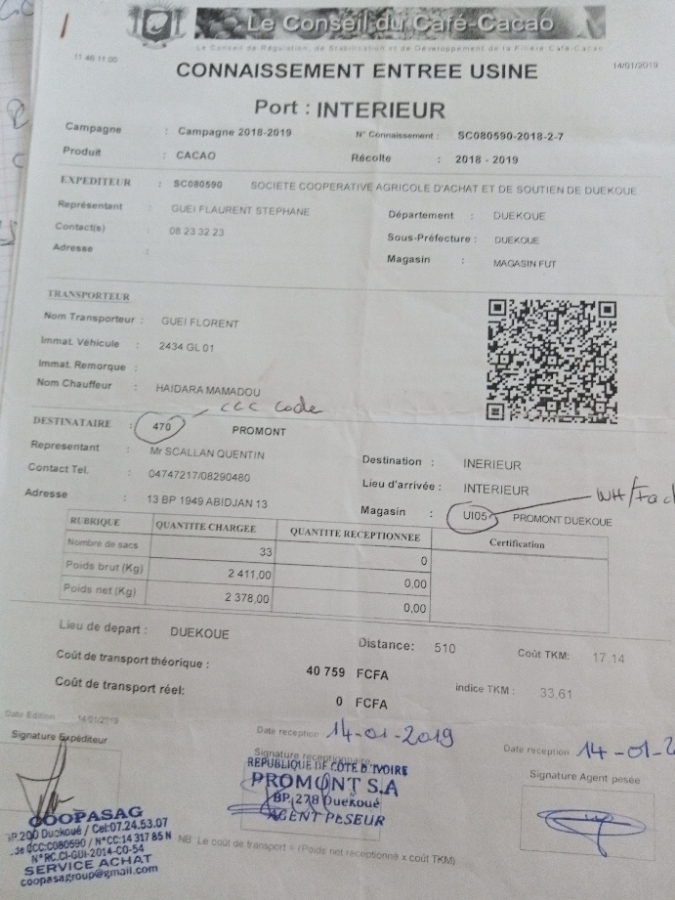 Le Conseil du Café-Cacao
Le Conseil de Régulation, de Stabilisation et de Développement de la Filière Café-Cacao
11:46:11:00
14/01/2019
CONNAISSEMENT ENTREE USINE
Port : INTERIEUR
Campagne : Campagne 2018-2019 N° Connaissement : SC080590-2018-2-7
Produit : CACAO Récolte : 2018 - 2019
EXPEDITEUR : SC080590 SOCIETE COOPERATIVE AGRICOLE D'ACHAT ET DE SOUTIEN DE DUEKOUE
Représentant GUEI FLAURENT STEPHANE Département : DUEKOUE
Contact(s) : 08 23 32 23 Sous-Préfecture : DUEKOUE
Adresse : Magasin : MAGASIN FUT
TRANSPORTEUR
Nom Transporteur : GUEI FLORENT
Immat. Véhicule : 2434 GL 01
Immat. Remorque :
Nom Chauffeur : HAIDARA MAMADOU
ccc code
DESTINATAIRE : 470 PROMONT
Représentant : Mr SCALLAN QUENTIN Destination : INERIEUR
Contact Tel. : 04747217/08290480 Lieu d'arrivée : INTERIEUR
WH/Fac
Adresse : 13 BP 1949 ABIDJAN 13 Magasin : UI057 PROMONT DUEKOUE
RUBRIQUE QUANTITE CHARGEE QUANTITE RECEPTIONNEE Certification
Nombre de sacs 33 0
Poids brut (Kg) 2 411,00 0,00
Poids net (Kg) 2 378,00 0,00
Lieu de depart : DUEKOUE Distance: 510 Coût TKM: 17.14
Coût de transport théorique : 40 759 FCFA
Coût de transport réel: 0 FCFA indice TKM : 33.61
Date Edition 14/01/2019 Date reception 14-01-2019 Date reception 14-01-2
Signature Expéditeur Signature receptionnaire Signature Agent pesée
REPUBLIQUE DE COTE D'IVOIRE
PROMONT S.A
BP. 278 Duekoué
AGENT PESEUR
COOPASAG
BP 200 Duékoué / Cel:07.24.53.07
de CCC:C080590 / N°CC:14 317 85 N
N°RC.CI-GUI-2014-CO-54
SERVICE ACHAT
coopasagroup@gmail.com
NB: Le coût de transport = (Poids net receptionné x coût TKM)